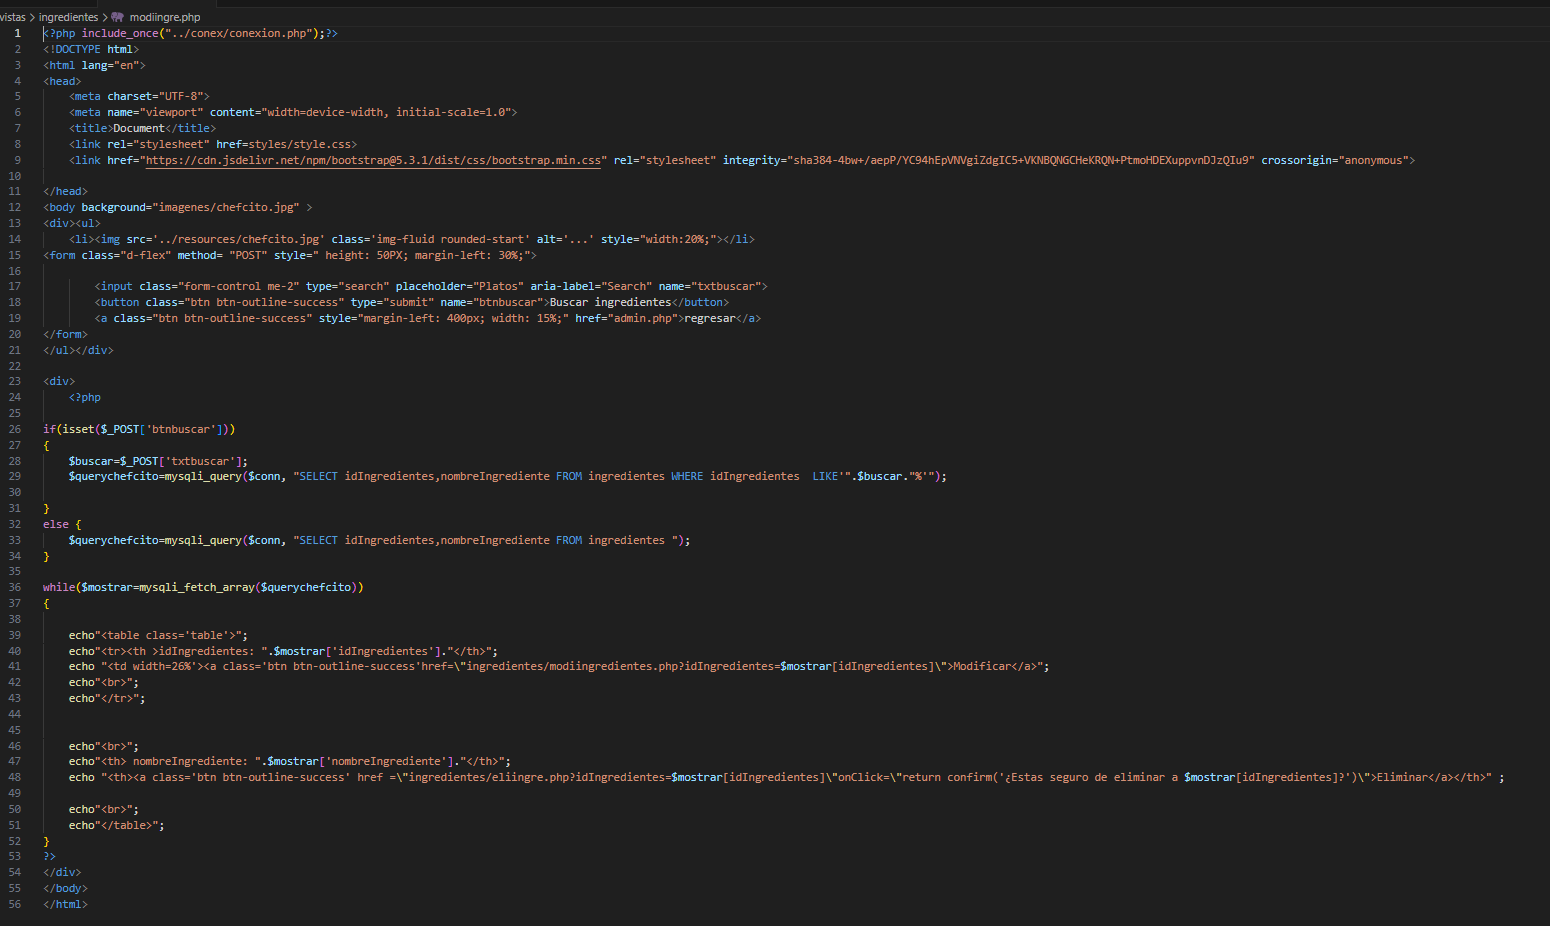 vistas > ingredientes > modiingre.php
1 <?php include_once("../conex/conexion.php");?>
2 <!DOCTYPE html>
3 <html lang="en">
4 <head>
5     <meta charset="UTF-8">
6     <meta name="viewport" content="width=device-width, initial-scale=1.0">
7     <title>Document</title>
8     <link rel="stylesheet" href=styles/style.css>
9     <link href="https://cdn.jsdelivr.net/npm/bootstrap@5.3.1/dist/css/bootstrap.min.css" rel="stylesheet" integrity="sha384-4bw+/aepP/YC94hEpVNVgiZdgIC5+VKNBQNGCHeKRQN+PtmoHDEXuppvnDJzQIu9" crossorigin="anonymous">
10
11 </head>
12 <body background="imagenes/chefcito.jpg" >
13 <div><ul>
14     <li><img src='../resources/chefcito.jpg' class='img-fluid rounded-start' alt='...' style="width:20%;"></li>
15 <form class="d-flex" method= "POST" style=" height: 50PX; margin-left: 30%;">
16
17         <input class="form-control me-2" type="search" placeholder="Platos" aria-label="Search" name="txtbuscar">
18         <button class="btn btn-outline-success" type="submit" name="btnbuscar">Buscar ingredientes</button>
19         <a class="btn btn-outline-success" style="margin-left: 400px; width: 15%;" href="admin.php">regresar</a>
20 </form>
21 </ul></div>
22
23 <div>
24     <?php
25
26 if(isset($_POST['btnbuscar']))
27 {
28     $buscar=$_POST['txtbuscar'];
29     $querychefcito=mysqli_query($conn, "SELECT idIngredientes,nombreIngrediente FROM ingredientes WHERE idIngredientes  LIKE'".$buscar."%'");
30
31 }
32 else {
33     $querychefcito=mysqli_query($conn, "SELECT idIngredientes,nombreIngrediente FROM ingredientes ");
34 }
35
36 while($mostrar=mysqli_fetch_array($querychefcito))
37 {
38
39     echo"<table class='table'>";
40     echo"<tr><th >idIngredientes: ".$mostrar['idIngredientes']."</th>";
41     echo "<td width=26%'><a class='btn btn-outline-success'href=\"ingredientes/modiingredientes.php?idIngredientes=$mostrar[idIngredientes]\">Modificar</a>";
42     echo"<br>";
43     echo"</tr>";
44
45
46     echo"<br>";
47     echo"<th> nombreIngrediente: ".$mostrar['nombreIngrediente']."</th>";
48     echo "<th><a class='btn btn-outline-success' href =\"ingredientes/eliingre.php?idIngredientes=$mostrar[idIngredientes]\"onClick=\"return confirm('¿Estas seguro de eliminar a $mostrar[idIngredientes]?')\">Eliminar</a></th>" ;
49
50     echo"<br>";
51     echo"</table>";
52 }
53 ?>
54 </div>
55 </body>
56 </html>